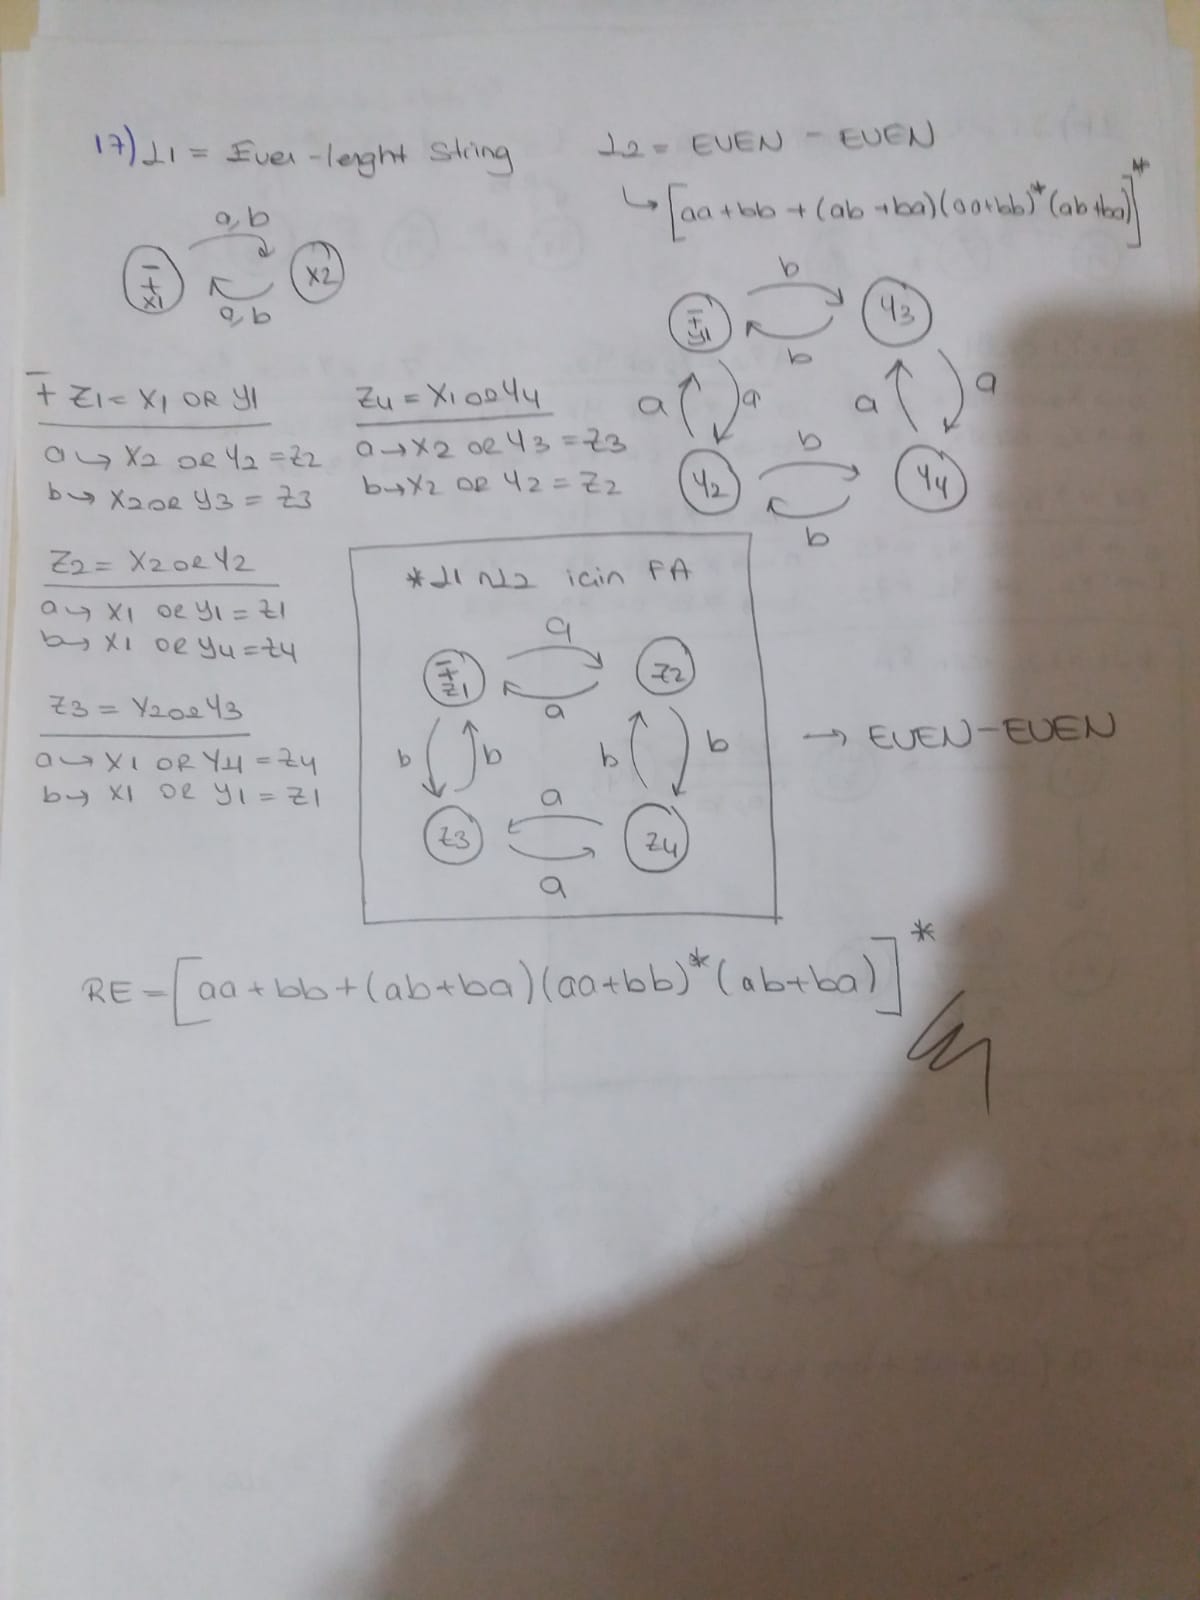 17) L1 = Even-lenght String
L2 = EVEN - EVEN
↳ [aa+bb+(ab+ba)(aa+bb)*(ab+ba)]*
a,b
± x1
x2
a,b
b
± y1
y3
b
a
a
a
a
b
y2
y4
b
± Z1 = X1 OR Y1
a → X2 OR Y2 = Z2
b → X2 OR Y3 = Z3
Z4 = X1 OR Y4
a → X2 OR Y3 = Z3
b → X2 OR Y2 = Z2
Z2 = X2 OR Y2
a → X1 OR Y1 = Z1
b → X1 OR Y4 = Z4
Z3 = Y2 OR Y3
a → X1 OR Y4 = Z4
b → X1 OR Y1 = Z1
* L1 ∩ L2 için FA
a
± z1
z2
a
b
b
b
b
a
z3
z4
a
→ EVEN-EVEN
RE = [aa+bb+(ab+ba)(aa+bb)*(ab+ba)]*